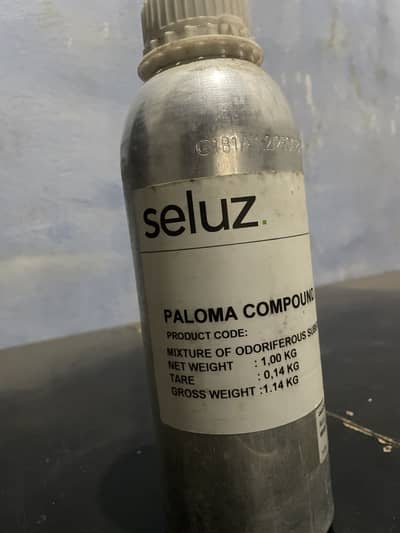 seluz.
PALOMA COMPOUND
PRODUCT CODE:
MIXTURE OF ODORIFEROUS
NET WEIGHT : 1,00 KG
TARE : 0,14 KG
GROSS WEIGHT :1.14 KG